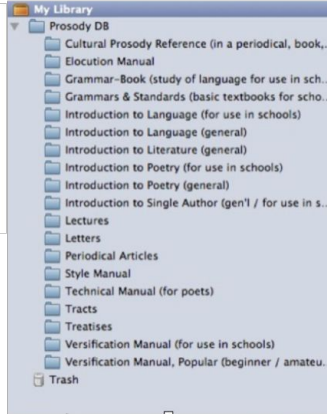 My Library
Prosody DB
Cultural Prosody Reference (in a periodical, book,..
Elocution Manual
Grammar-Book (study of language for use in sch..
Grammars & Standards (basic textbooks for scho..
Introduction to Language (for use in schools)
Introduction to Language (general)
Introduction to Literature (general)
Introduction to Poetry (for use in schools)
Introduction to Poetry (general)
Introduction to Single Author (gen'l / for use in s..
Lectures
Letters
Periodical Articles
Style Manual
Technical Manual (for poets)
Tracts
Treatises
Versification Manual (for use in schools)
Versification Manual, Popular (beginner / amateu..
Trash